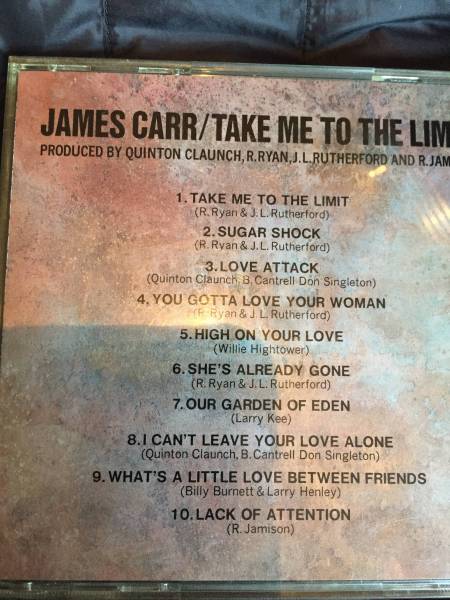 JAMES CARR/TAKE ME TO THE LIM
PRODUCED BY QUINTON CLAUNCH, R.RYAN, J.L.RUTHERFORD AND R.JAM
1. TAKE ME TO THE LIMIT
(R. Ryan & J. L. Rutherford)
2. SUGAR SHOCK
(R. Ryan & J. L. Rutherford)
3. LOVE ATTACK
(Quinton Claunch, B. Cantrell Don Singleton)
4. YOU GOTTA LOVE YOUR WOMAN
(R. Ryan & J. L. Rutherford)
5. HIGH ON YOUR LOVE
(Willie Hightower)
6. SHE'S ALREADY GONE
(R. Ryan & J. L. Rutherford)
7. OUR GARDEN OF EDEN
(Larry Kee)
8. I CAN'T LEAVE YOUR LOVE ALONE
(Quinton Claunch, B. Cantrell Don Singleton)
9. WHAT'S A LITTLE LOVE BETWEEN FRIENDS
(Billy Burnett & Larry Henley)
10. LACK OF ATTENTION
(R. Jamison)